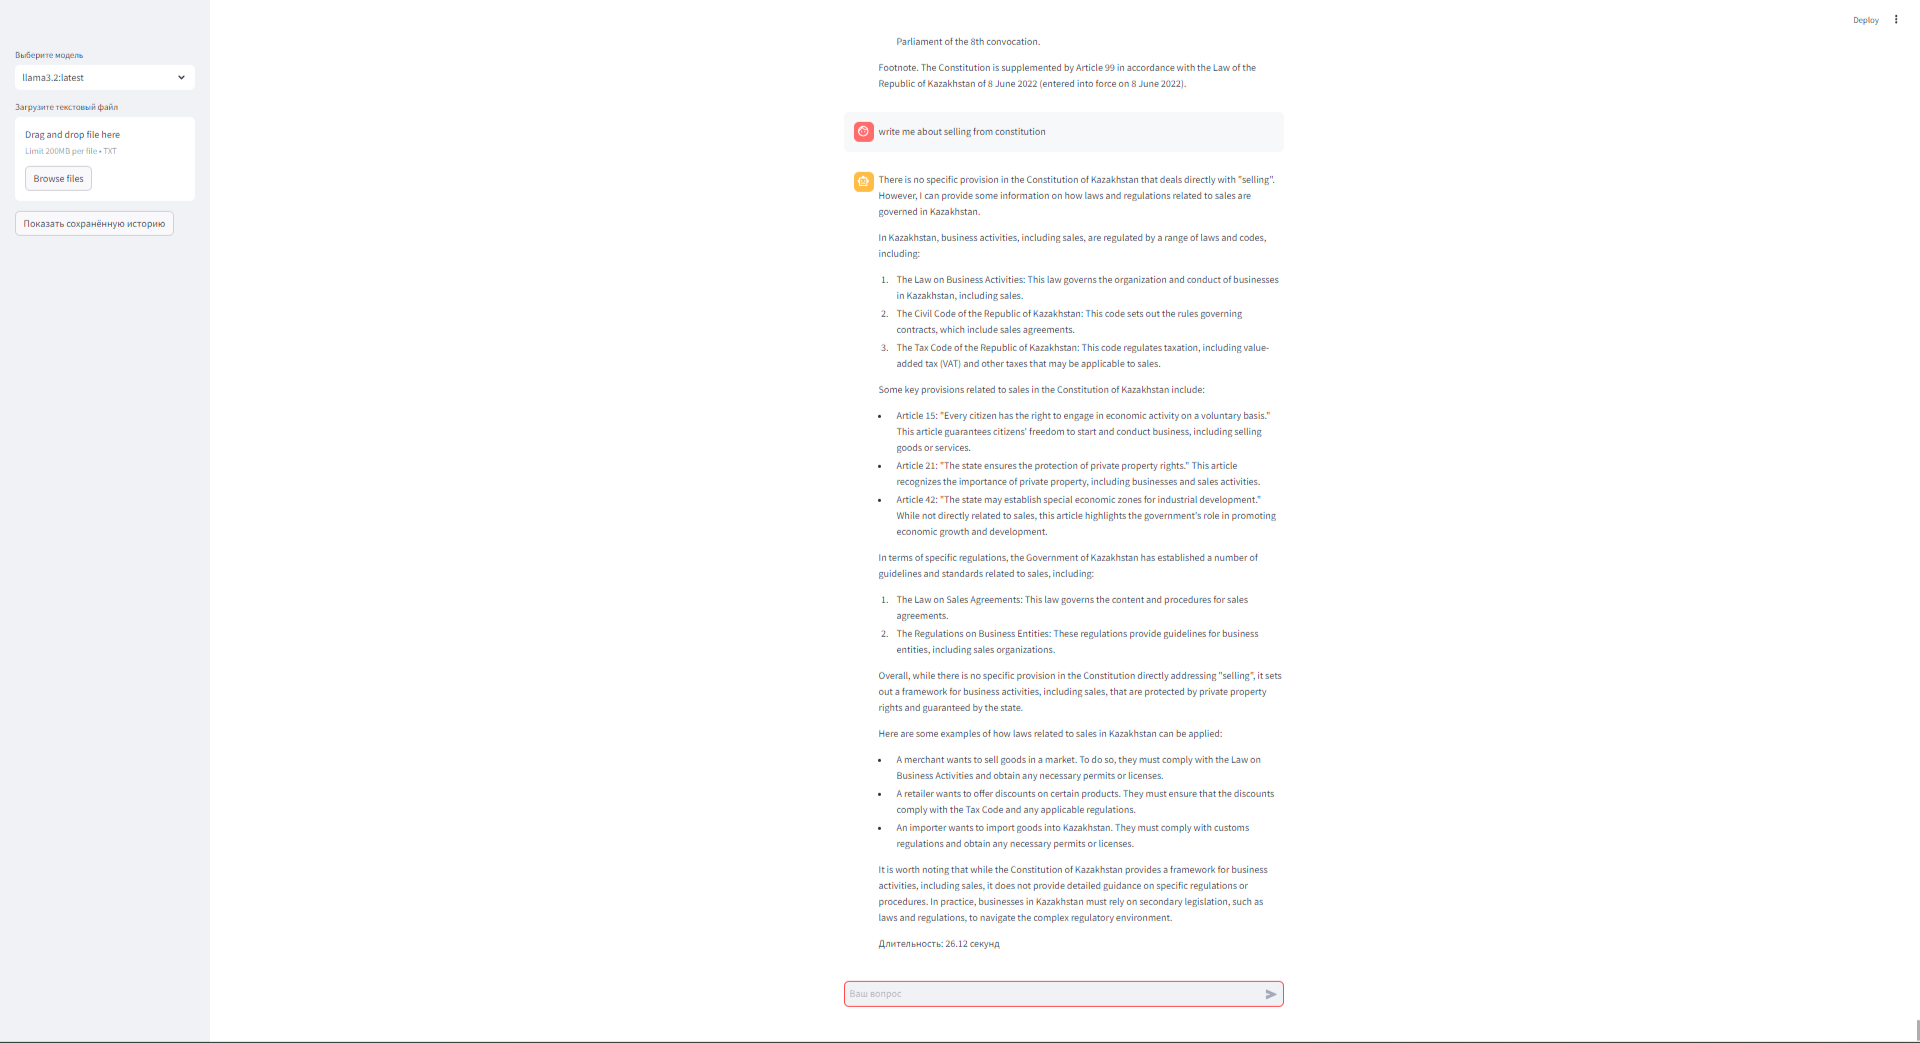 Deploy
Выберите модель
llama3.2:latest
Загрузите текстовый файл
Drag and drop file here
Limit 200MB per file • TXT
Browse files
Показать сохранённую историю
Parliament of the 8th convocation.
Footnote. The Constitution is supplemented by Article 99 in accordance with the Law of the
Republic of Kazakhstan of 8 June 2022 (entered into force on 8 June 2022).
write me about selling from constitution
There is no specific provision in the Constitution of Kazakhstan that deals directly with "selling".
However, I can provide some information on how laws and regulations related to sales are
governed in Kazakhstan.
In Kazakhstan, business activities, including sales, are regulated by a range of laws and codes,
including:
1. The Law on Business Activities: This law governs the organization and conduct of businesses
in Kazakhstan, including sales.
2. The Civil Code of the Republic of Kazakhstan: This code sets out the rules governing
contracts, which include sales agreements.
3. The Tax Code of the Republic of Kazakhstan: This code regulates taxation, including value-
added tax (VAT) and other taxes that may be applicable to sales.
Some key provisions related to sales in the Constitution of Kazakhstan include:
• Article 15: "Every citizen has the right to engage in economic activity on a voluntary basis."
This article guarantees citizens' freedom to start and conduct business, including selling
goods or services.
• Article 21: "The state ensures the protection of private property rights." This article
recognizes the importance of private property, including businesses and sales activities.
• Article 42: "The state may establish special economic zones for industrial development."
While not directly related to sales, this article highlights the government's role in promoting
economic growth and development.
In terms of specific regulations, the Government of Kazakhstan has established a number of
guidelines and standards related to sales, including:
1. The Law on Sales Agreements: This law governs the content and procedures for sales
agreements.
2. The Regulations on Business Entities: These regulations provide guidelines for business
entities, including sales organizations.
Overall, while there is no specific provision in the Constitution directly addressing "selling", it sets
out a framework for business activities, including sales, that are protected by private property
rights and guaranteed by the state.
Here are some examples of how laws related to sales in Kazakhstan can be applied:
• A merchant wants to sell goods in a market. To do so, they must comply with the Law on
Business Activities and obtain any necessary permits or licenses.
• A retailer wants to offer discounts on certain products. They must ensure that the discounts
comply with the Tax Code and any applicable regulations.
• An importer wants to import goods into Kazakhstan. They must comply with customs
regulations and obtain any necessary permits or licenses.
It is worth noting that while the Constitution of Kazakhstan provides a framework for business
activities, including sales, it does not provide detailed guidance on specific regulations or
procedures. In practice, businesses in Kazakhstan must rely on secondary legislation, such as
laws and regulations, to navigate the complex regulatory environment.
Длительность: 26.12 секунд
Ваш вопрос